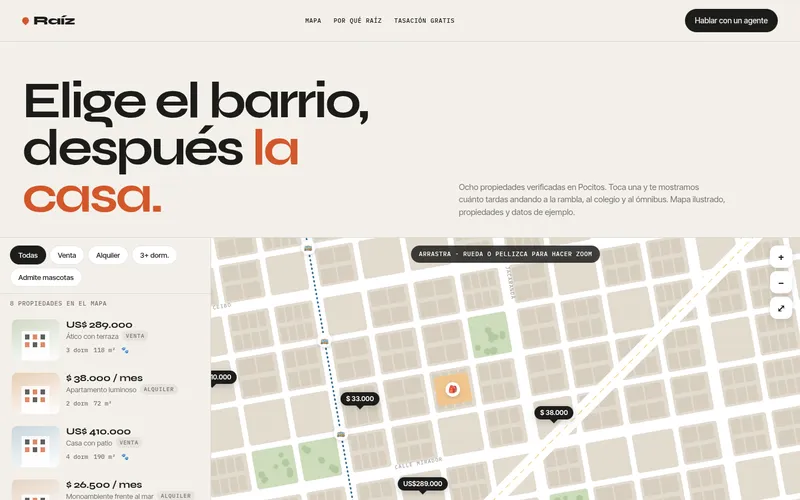 Raíz
MAPA POR QUÉ RAÍZ TASACIÓN GRATIS
Hablar con un agente
Elige el barrio,
después la
casa.
Ocho propiedades verificadas en Pocitos. Toca una y te mostramos
cuánto tardas andando a la rambla, al colegio y al ómnibus. Mapa ilustrado,
propiedades y datos de ejemplo.
Todas Venta Alquiler 3+ dorm.
Admite mascotas
8 PROPIEDADES EN EL MAPA
US$ 289.000
Ático con terraza VENTA
3 dorm 118 m²
$ 38.000 / mes
Apartamento luminoso ALQUILER
2 dorm 72 m²
US$ 410.000
Casa con patio VENTA
4 dorm 190 m²
$ 26.500 / mes
Monoambiente frente al mar ALQUILER
ARRASTRA · RUEDA O PELLIZCA PARA HACER ZOOM
+
−
10.000
$ 33.000
$ 38.000
CALLE MIRADOR
US$289.000